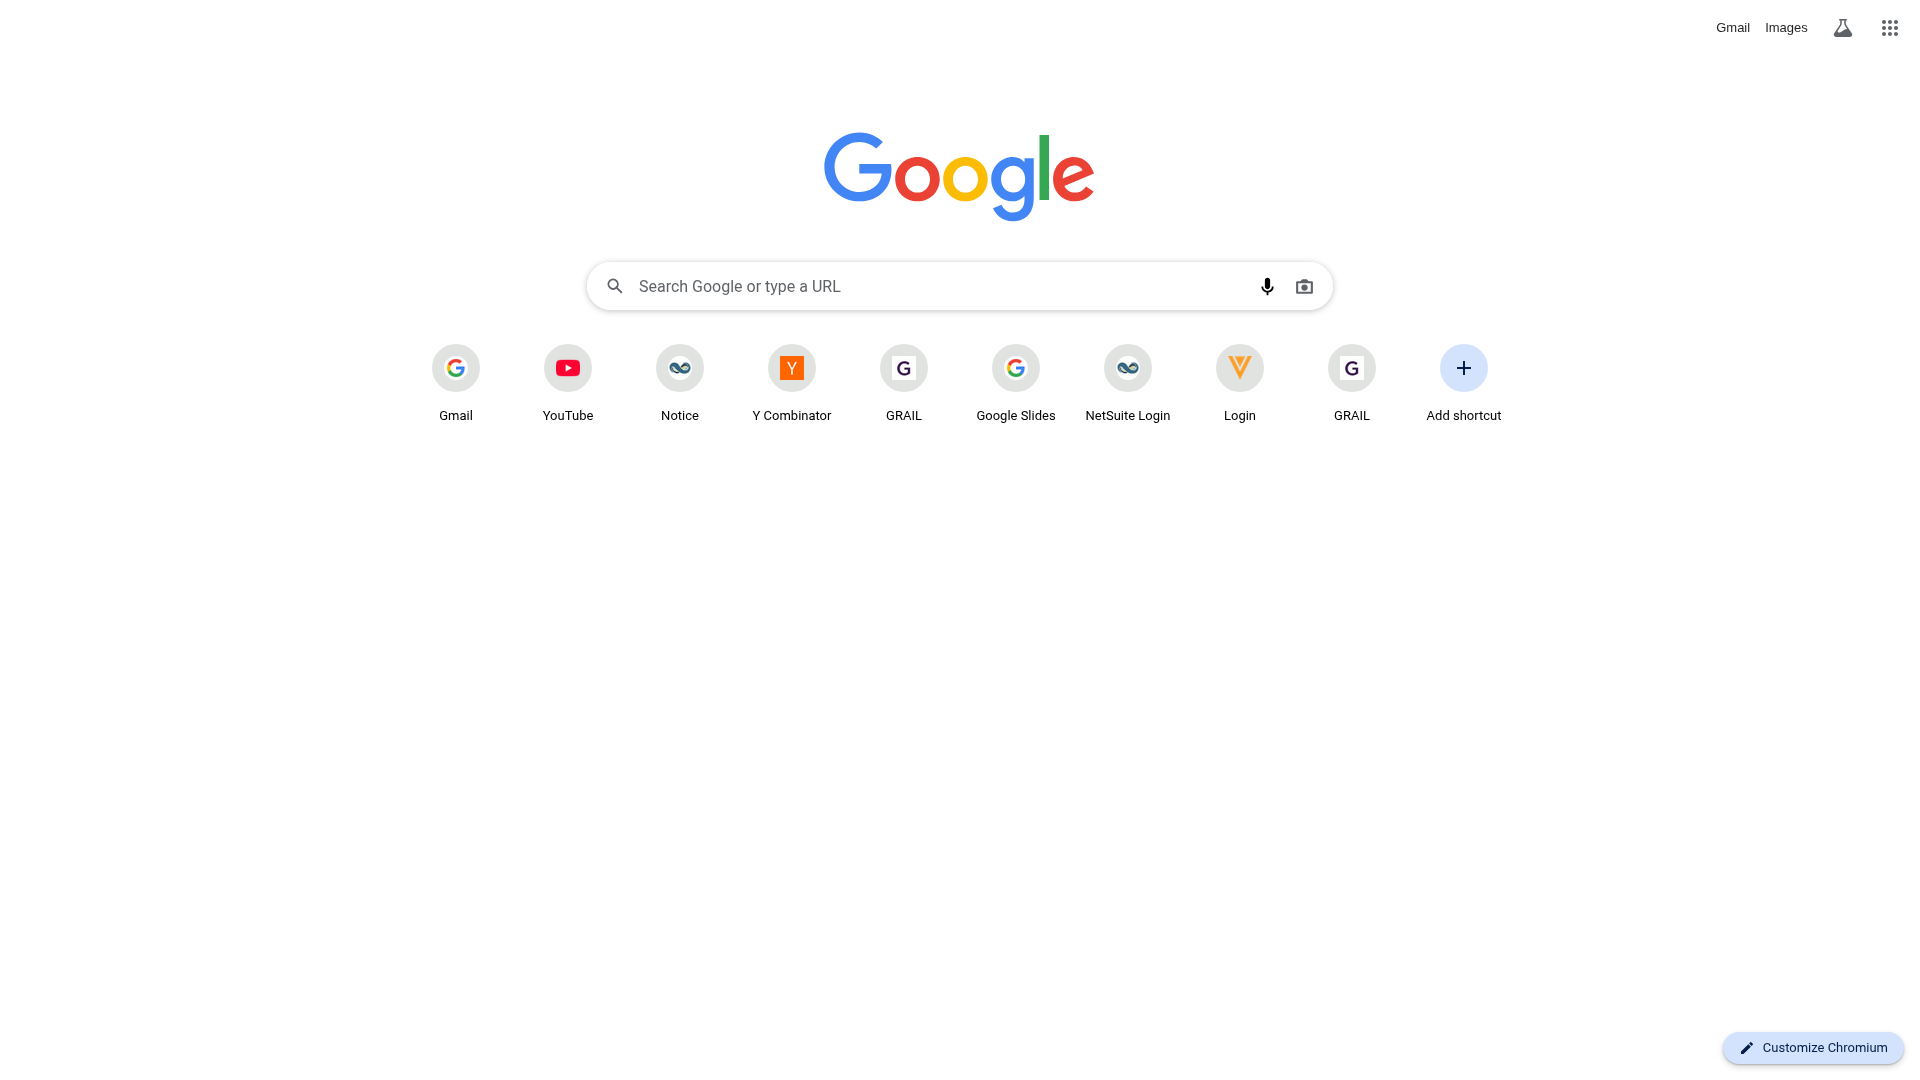 Gmail Images
Google
Search Google or type a URL
Gmail YouTube Notice Y Combinator GRAIL Google Slides NetSuite Login Login GRAIL Add shortcut
Customize Chromium